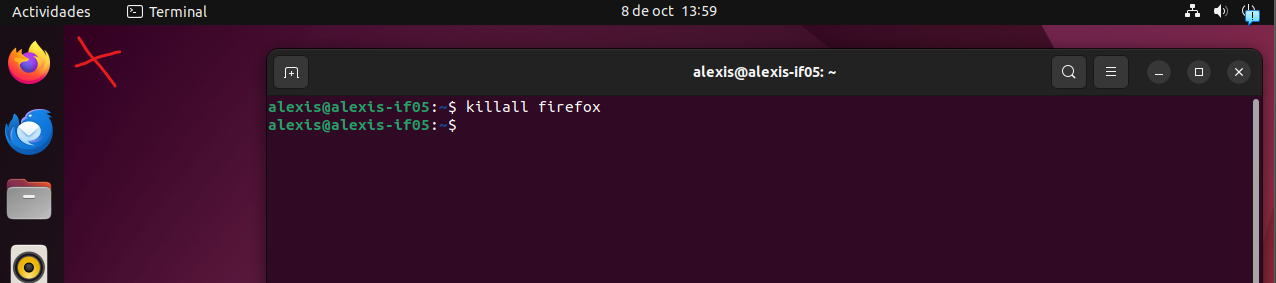 Actividades
Terminal
8 de oct 13:59
alexis@alexis-if05: ~
alexis@alexis-if05:~$ killall firefox
alexis@alexis-if05:~$